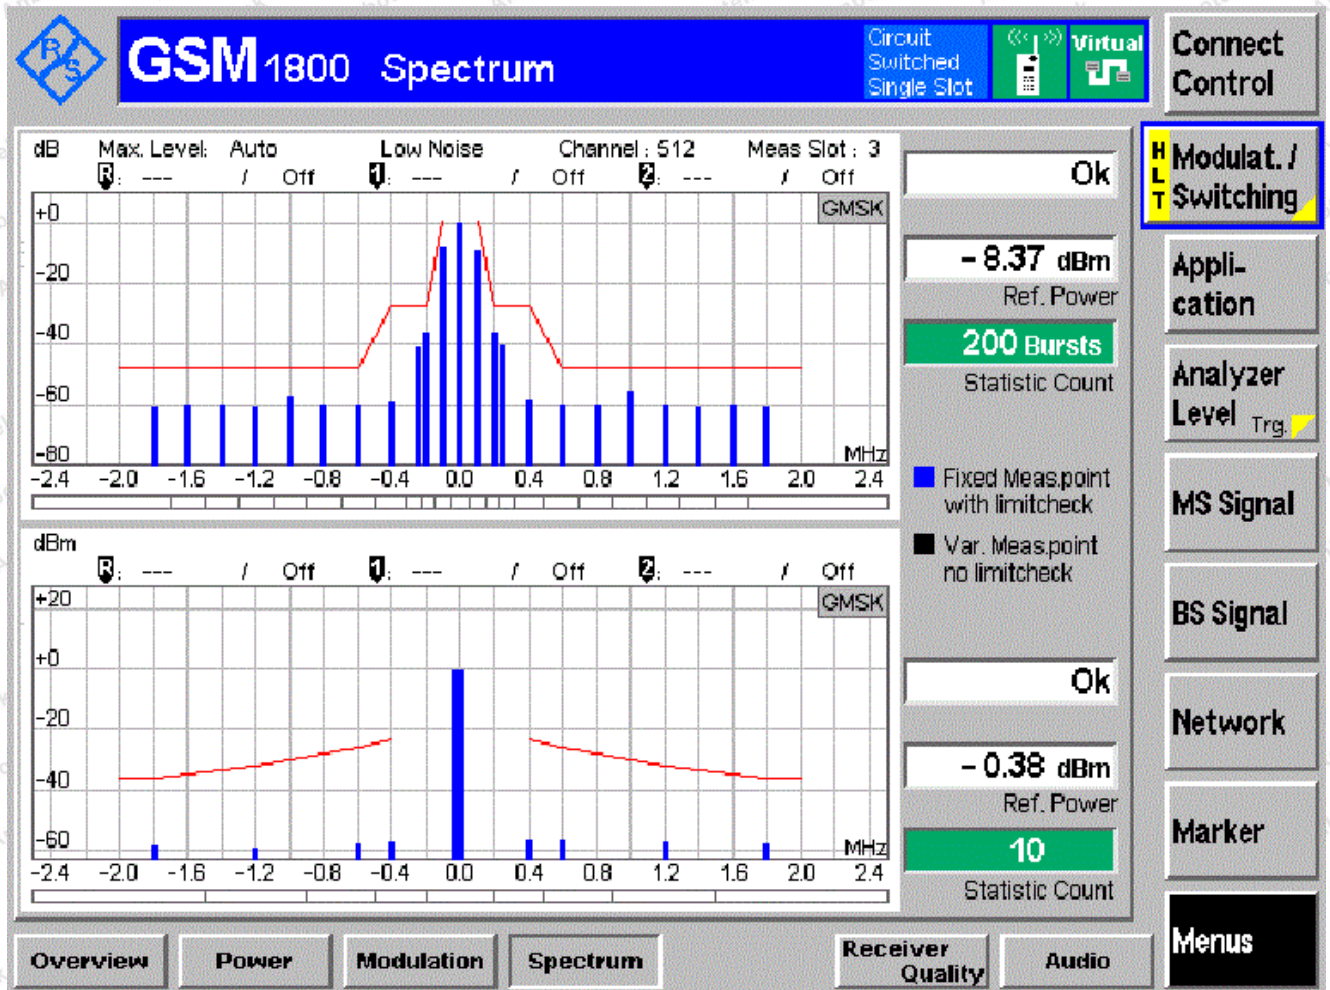 R/S
GSM 1800 Spectrum
Circuit
Switched
Single Slot
Virtual
Connect
Control
dB Max. Level: Auto Low Noise Channel : 512 Meas Slot : 3
R: --- / Off 1: --- / Off 2: --- / Off
GMSK
+0
-20
-40
-60
-80
MHz
-2.4 -2.0 -1.6 -1.2 -0.8 -0.4 0.0 0.4 0.8 1.2 1.6 2.0 2.4
Ok
- 8.37 dBm
Ref. Power
200 Bursts
Statistic Count
Fixed Meas.point
with limitcheck
Var. Meas.point
no limitcheck
dBm
R: --- / Off 1: --- / Off 2: --- / Off
GMSK
+20
+0
-20
-40
-60
MHz
-2.4 -2.0 -1.6 -1.2 -0.8 -0.4 0.0 0.4 0.8 1.2 1.6 2.0 2.4
Ok
- 0.38 dBm
Ref. Power
10
Statistic Count
HLT
Modulat. /
Switching
Appli-
cation
Analyzer
Level Trg.
MS Signal
BS Signal
Network
Marker
Menus
Overview Power Modulation Spectrum Receiver
Quality Audio